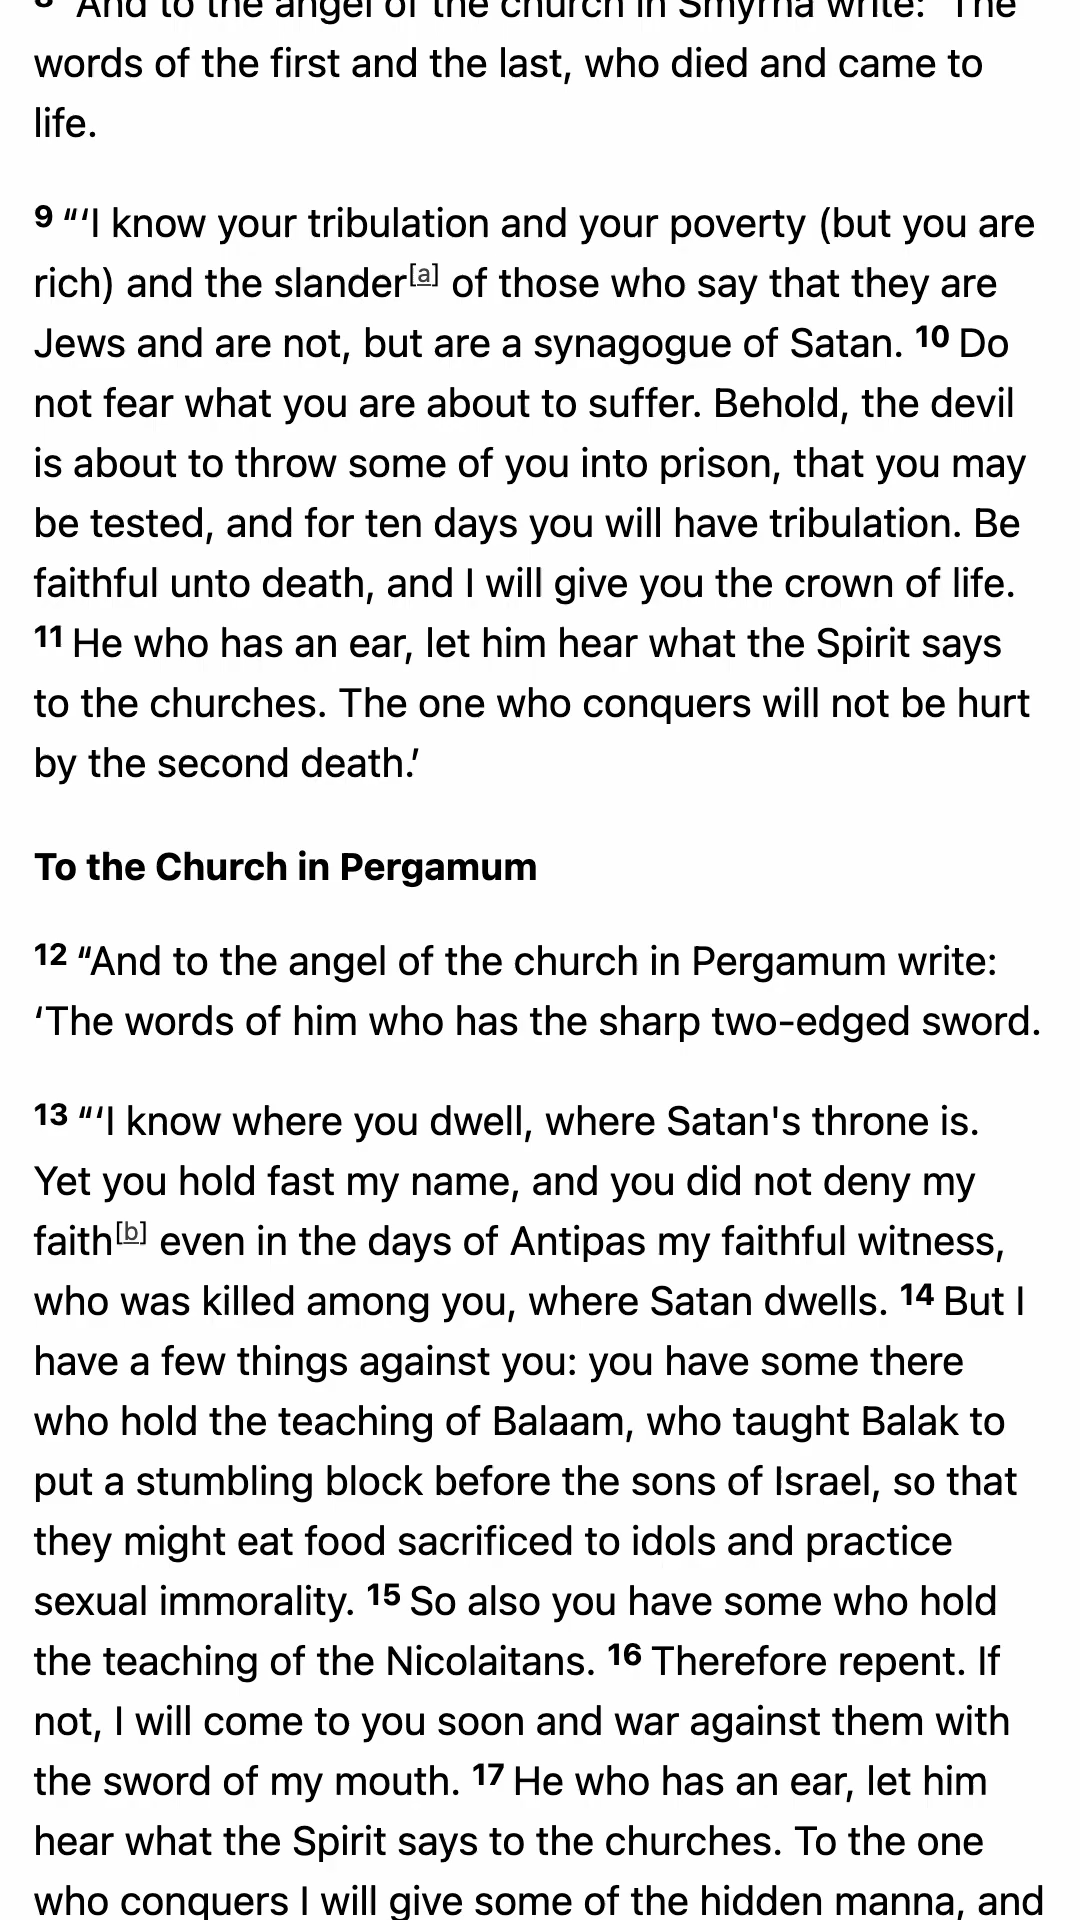 8 “And to the angel of the church in Smyrna write: ‘The
words of the first and the last, who died and came to
life.
9 “‘I know your tribulation and your poverty (but you are
rich) and the slander[a] of those who say that they are
Jews and are not, but are a synagogue of Satan. 10 Do
not fear what you are about to suffer. Behold, the devil
is about to throw some of you into prison, that you may
be tested, and for ten days you will have tribulation. Be
faithful unto death, and I will give you the crown of life.
11 He who has an ear, let him hear what the Spirit says
to the churches. The one who conquers will not be hurt
by the second death.’
To the Church in Pergamum
12 “And to the angel of the church in Pergamum write:
‘The words of him who has the sharp two-edged sword.
13 “‘I know where you dwell, where Satan's throne is.
Yet you hold fast my name, and you did not deny my
faith[b] even in the days of Antipas my faithful witness,
who was killed among you, where Satan dwells. 14 But I
have a few things against you: you have some there
who hold the teaching of Balaam, who taught Balak to
put a stumbling block before the sons of Israel, so that
they might eat food sacrificed to idols and practice
sexual immorality. 15 So also you have some who hold
the teaching of the Nicolaitans. 16 Therefore repent. If
not, I will come to you soon and war against them with
the sword of my mouth. 17 He who has an ear, let him
hear what the Spirit says to the churches. To the one
who conquers I will give some of the hidden manna, and